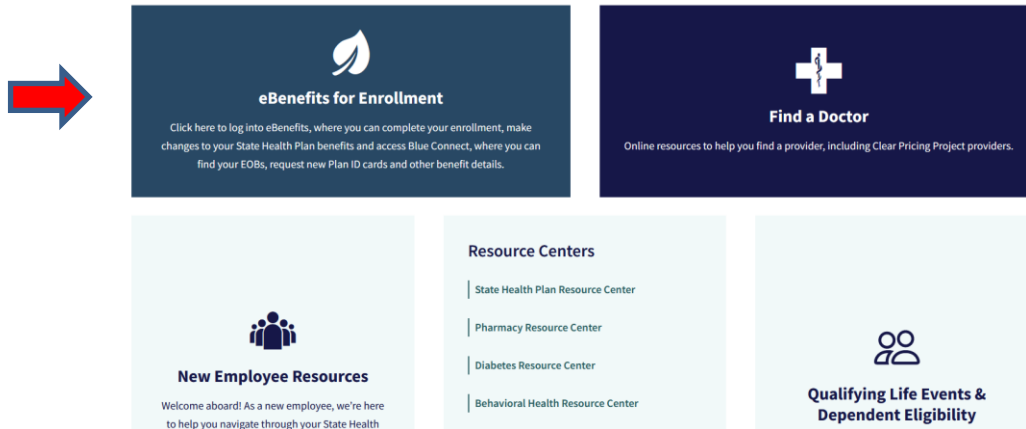 eBenefits for Enrollment
Click here to log into eBenefits, where you can complete your enrollment, make
changes to your State Health Plan benefits and access Blue Connect, where you can
find your EOBs, request new Plan ID cards and other benefit details.
Find a Doctor
Online resources to help you find a provider, including Clear Pricing Project providers.
New Employee Resources
Welcome aboard! As a new employee, we're here
to help you navigate through your State Health
Resource Centers
State Health Plan Resource Center
Pharmacy Resource Center
Diabetes Resource Center
Behavioral Health Resource Center
Qualifying Life Events &
Dependent Eligibility